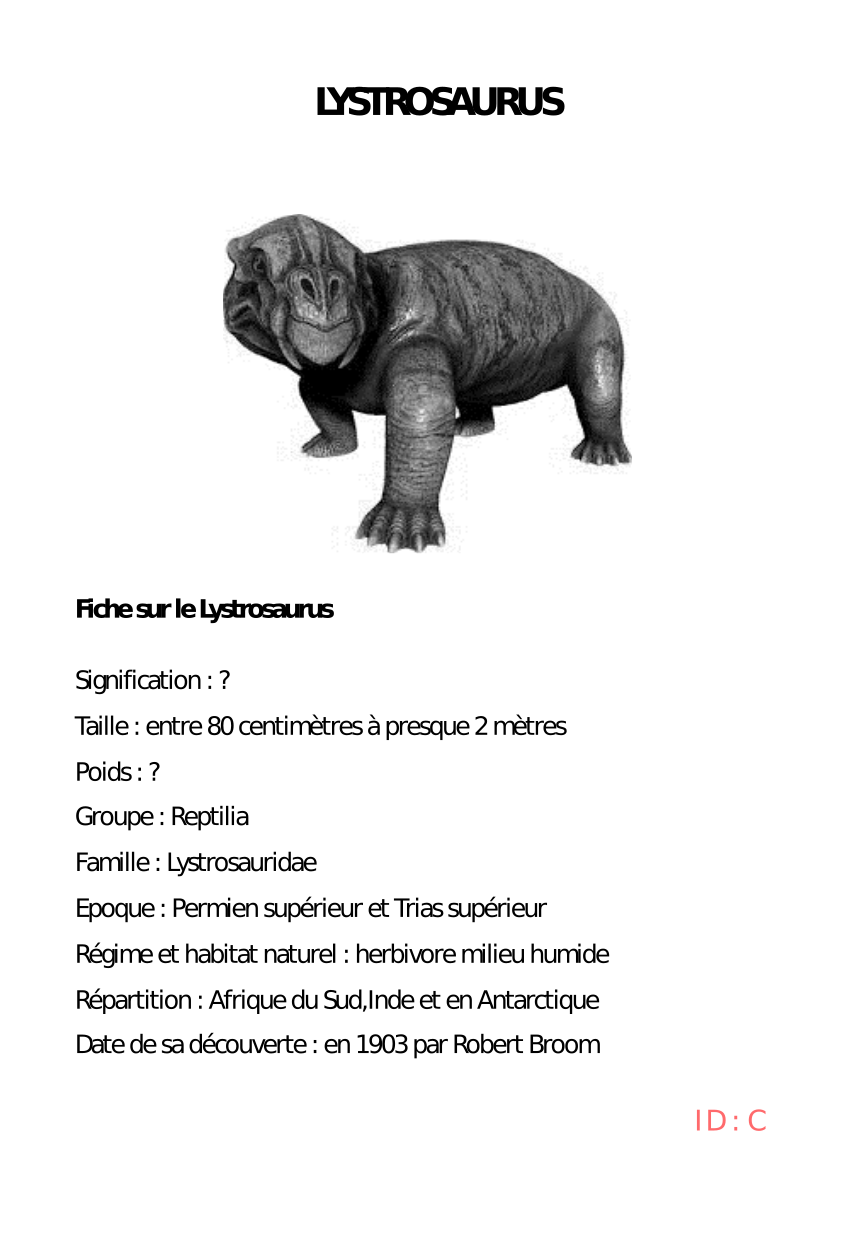 LYSTROSAURUS
Fiche sur le Lystrosaurus
Signification : ?
Taille : entre 80 centimètres à presque 2 mètres
Poids : ?
Groupe : Reptilia
Famille : Lystrosauridae
Epoque : Permien supérieur et Trias supérieur
Régime et habitat naturel : herbivore milieu humide
Répartition : Afrique du Sud,Inde et en Antarctique
Date de sa découverte : en 1903 par Robert Broom
ID : C